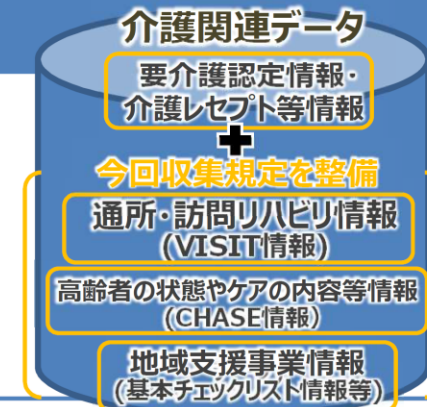 介護関連データ
要介護認定情報・
介護レセプト等情報
+
今回収集規定を整備
通所・訪問リハビリ情報
(VISIT情報)
高齢者の状態やケアの内容等情報
(CHASE情報)
地域支援事業情報
(基本チェックリスト情報等)